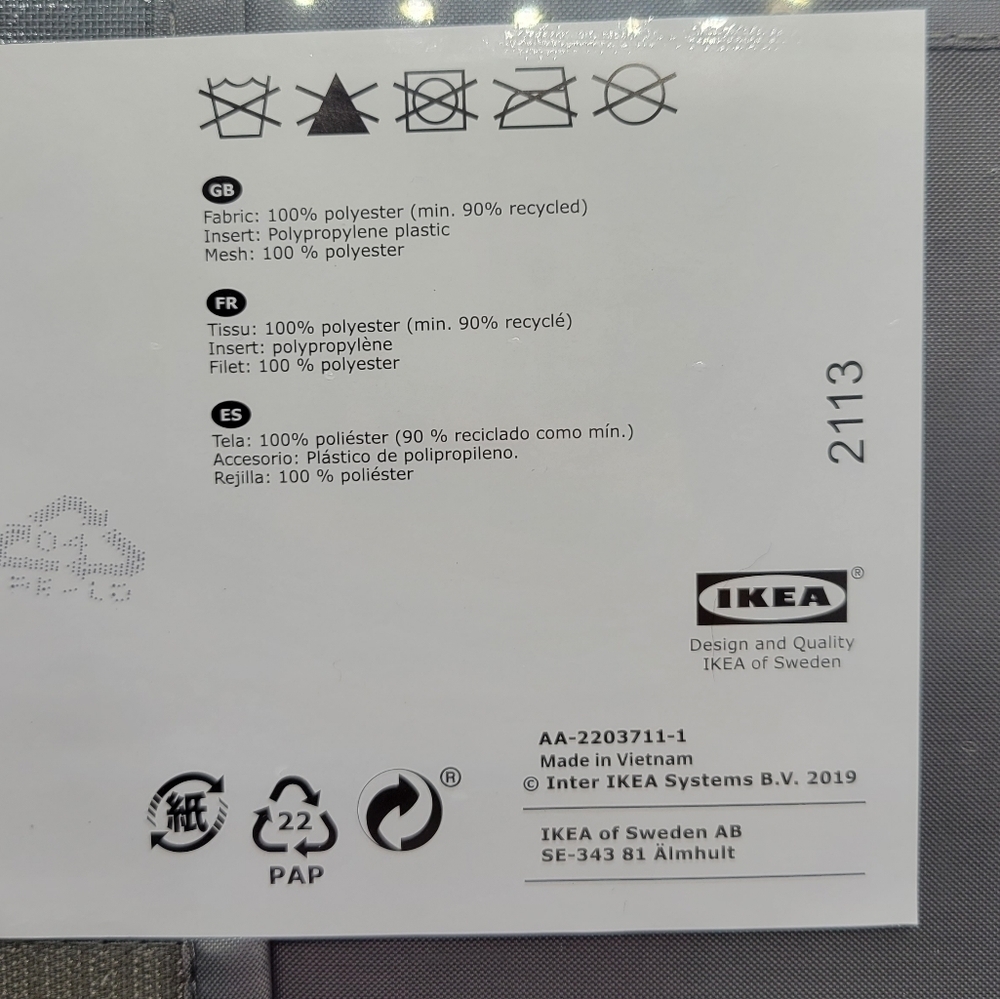 GB
Fabric: 100% polyester (min. 90% recycled)
Insert: Polypropylene plastic
Mesh: 100 % polyester
FR
Tissu: 100% polyester (min. 90% recyclé)
Insert: polypropylène
Filet: 100 % polyester
ES
Tela: 100% poliéster (90 % reciclado como mín.)
Accesorio: Plástico de polipropileno.
Rejilla: 100 % poliéster
2113
04
PE-LD
IKEA®
Design and Quality
IKEA of Sweden
AA-2203711-1
Made in Vietnam
© Inter IKEA Systems B.V. 2019
IKEA of Sweden AB
SE-343 81 Älmhult
紙
22
PAP
®